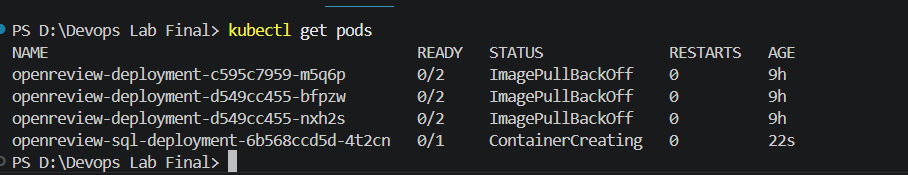 PS D:\Devops Lab Final> kubectl get pods
NAME READY STATUS RESTARTS AGE
openreview-deployment-c595c7959-m5q6p 0/2 ImagePullBackOff 0 9h
openreview-deployment-d549cc455-bfpzw 0/2 ImagePullBackOff 0 9h
openreview-deployment-d549cc455-nxh2s 0/2 ImagePullBackOff 0 9h
openreview-sql-deployment-6b568ccd5d-4t2cn 0/1 ContainerCreating 0 22s
PS D:\Devops Lab Final>